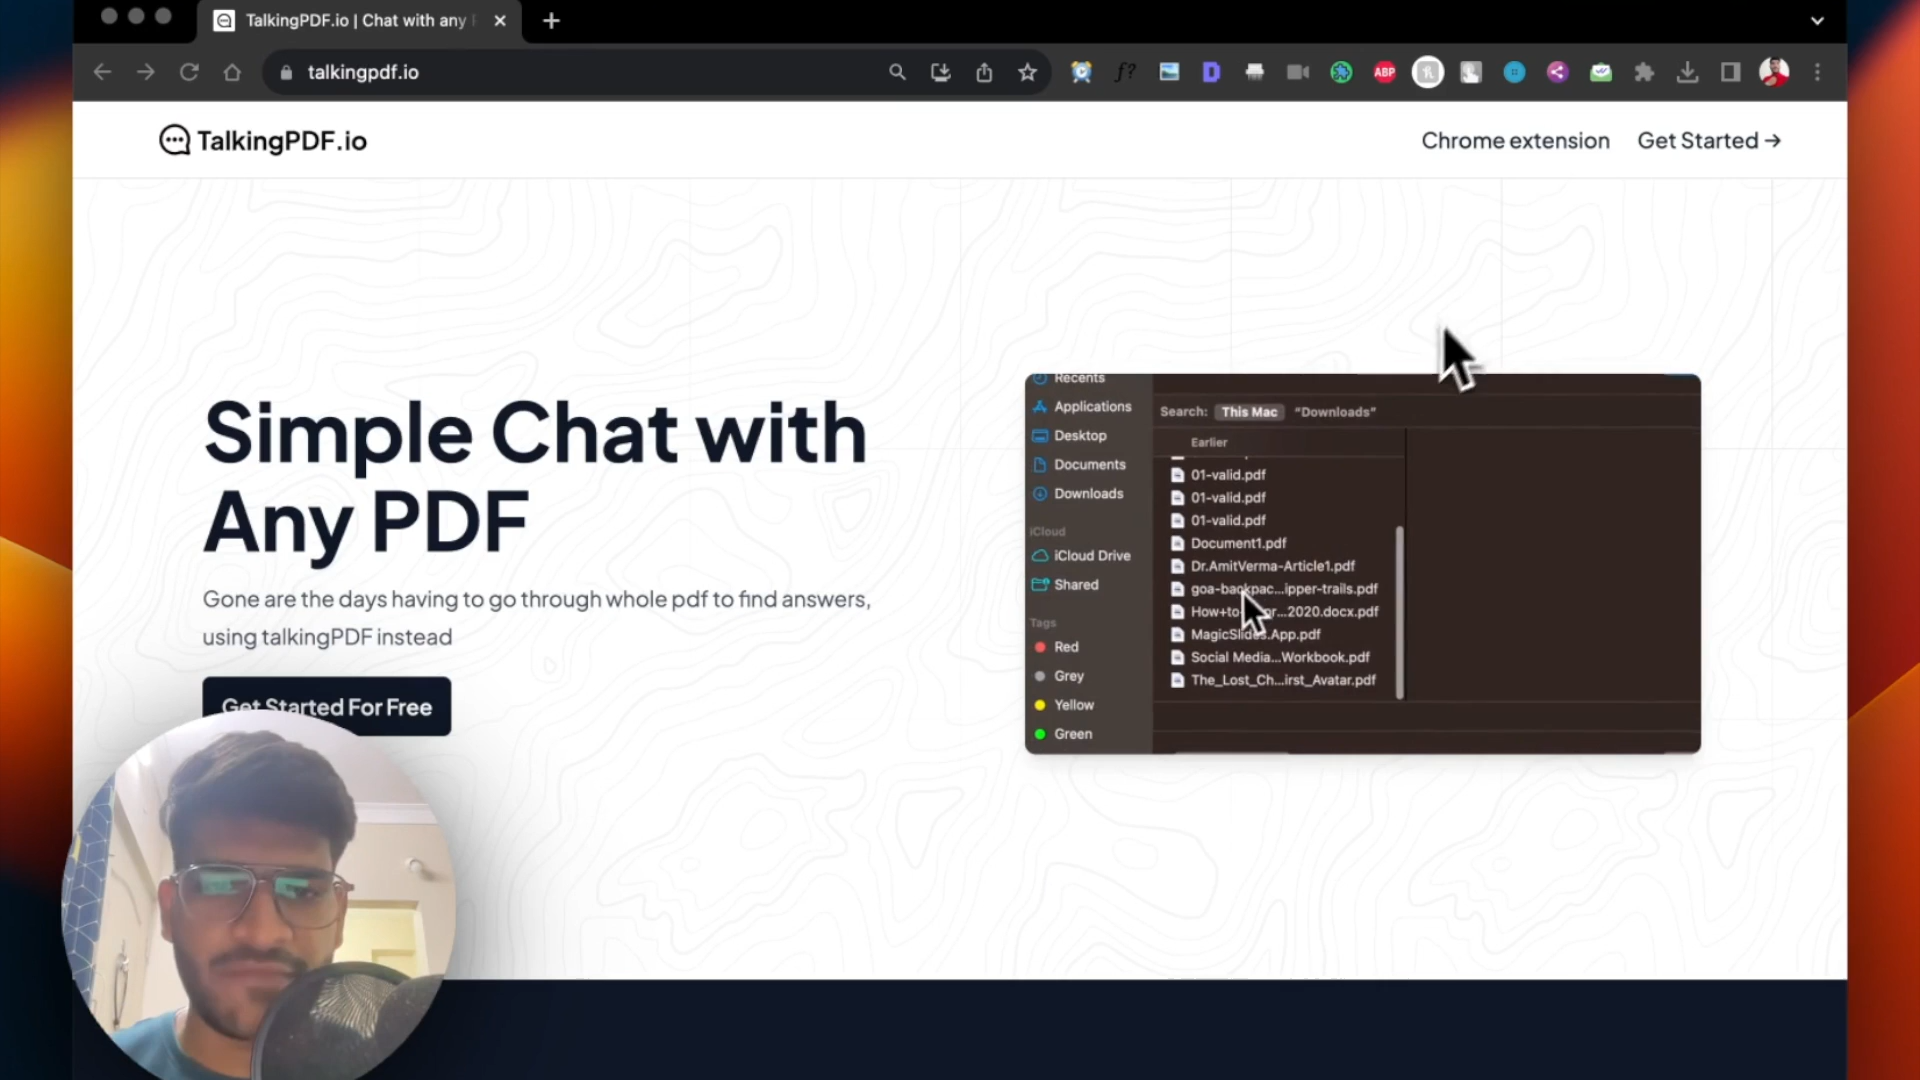 TalkingPDF.io | Chat with any
talkingpdf.io
f?
D
ABP
TalkingPDF.io
Chrome extension
Get Started →
Simple Chat with
Any PDF
Gone are the days having to go through whole pdf to find answers,
using talkingPDF instead
Get Started For Free
Recents
Applications
Desktop
Documents
Downloads
iCloud
iCloud Drive
Shared
Tags
Red
Grey
Yellow
Green
Search: This Mac "Downloads"
Earlier
01-valid.pdf
01-valid.pdf
01-valid.pdf
Document1.pdf
Dr.AmitVerma-Article1.pdf
goa-backpac...ipper-trails.pdf
2020.docx.pdf
MagicSlides.App.pdf
Social Media...Workbook.pdf
The_Lost_Ch...irst_Avatar.pdf